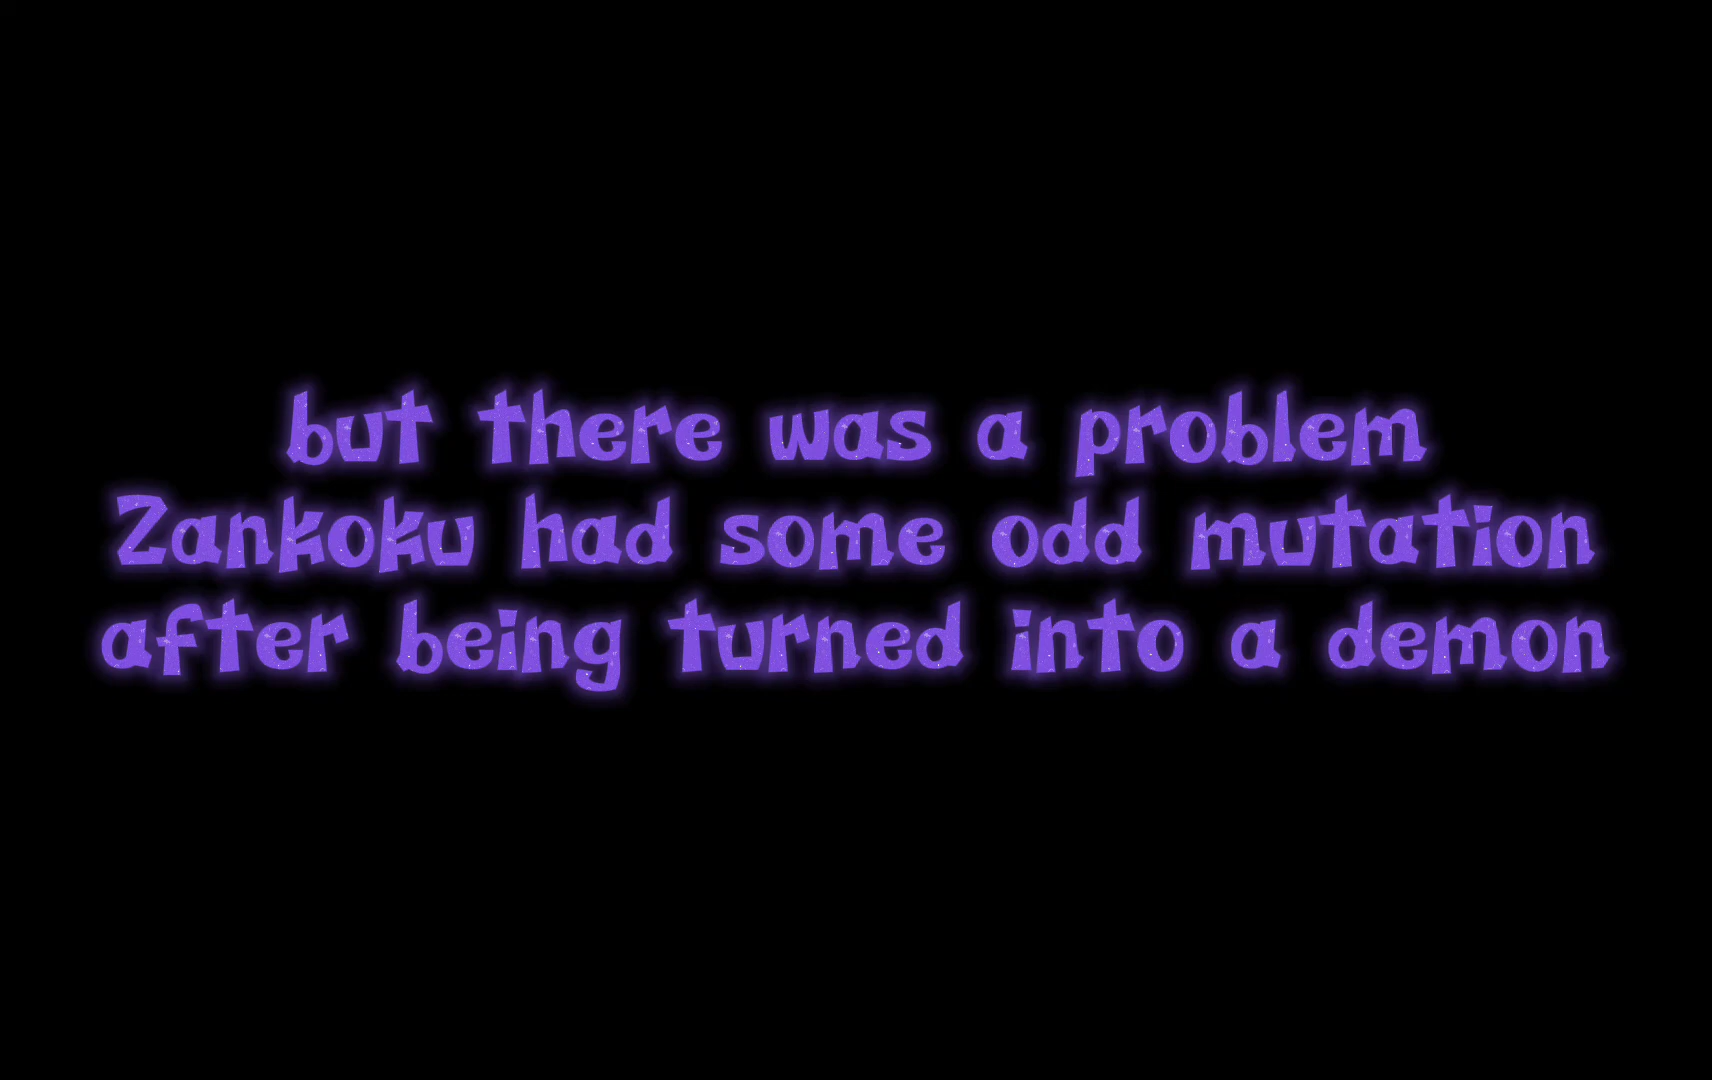 but there was a problem
Zankoku had some odd mutation
after being turned into a demon